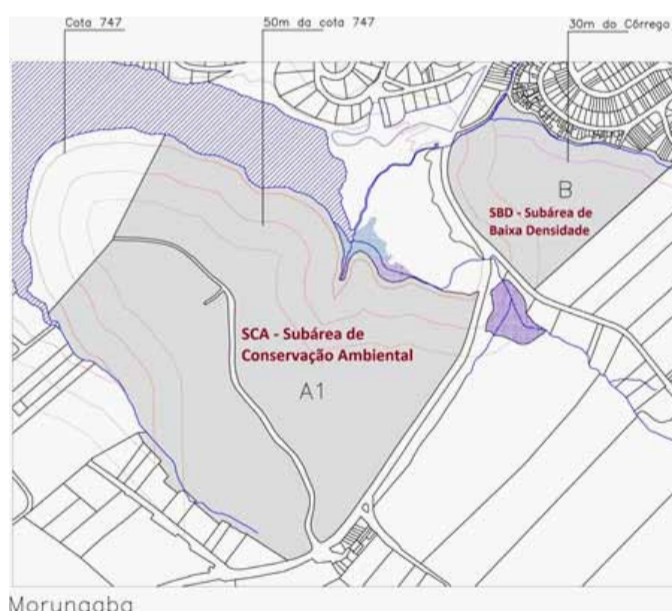 Cota 747
50m da cota 747
30m do Córrego
B
SBD - Subárea de
Baixa Densidade
SCA - Subárea de
Conservação Ambiental
A1
Morungaba